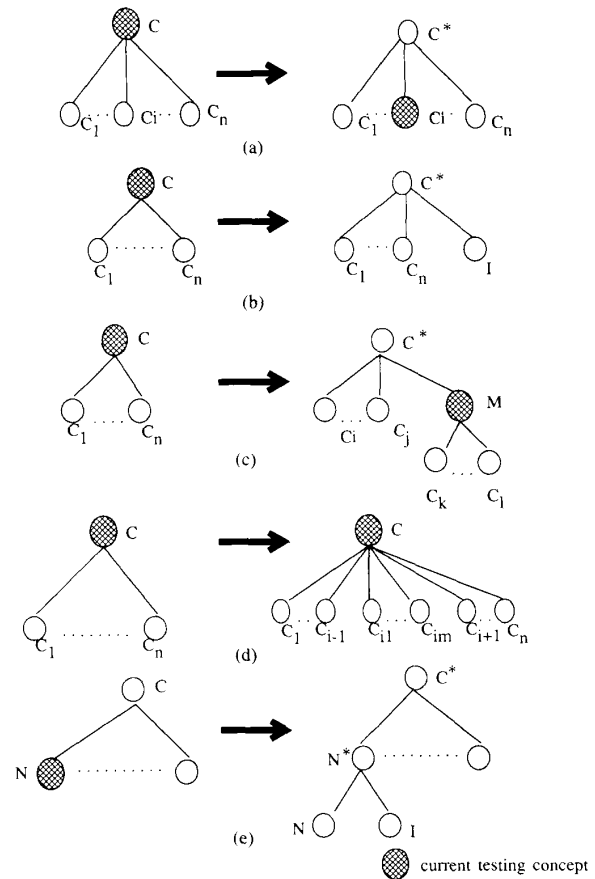 C C*
C₁ ..... Ci ... Cₙ C₁ ..... Ci .. Cₙ
(a)
C C*
C₁ ....... Cₙ C₁ ..... Cₙ I
(b)
C C*
C₁ ..... Cₙ Ci ..... Cⱼ M
(c)
Cₖ ..... Cₗ
C C
C₁ ......... Cₙ C₁ ..... Cᵢ₋₁ Cᵢ₁ ..... Cᵢₘ Cᵢ₊₁ Cₙ
(d)
C C*
N ............ N* ..........
N I
(e)
current testing concept